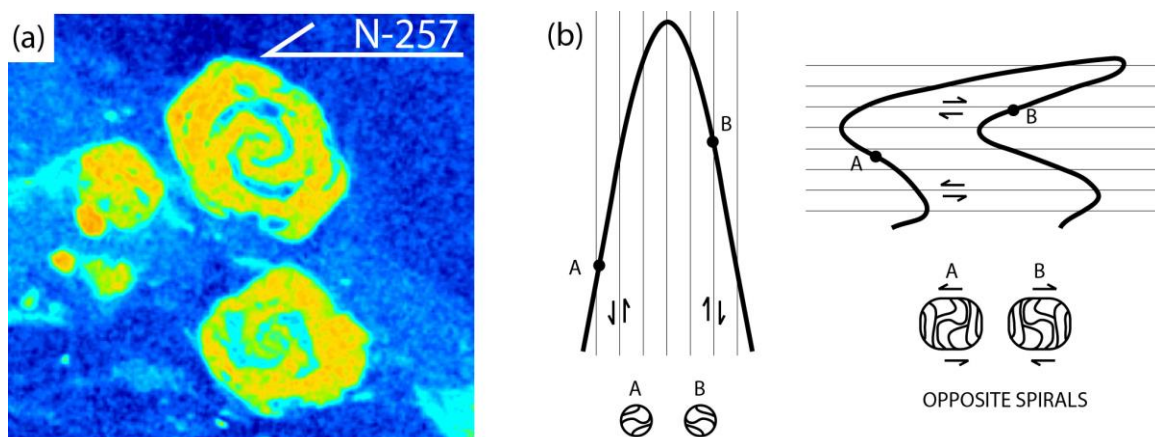 (a)
N-257
(b)
A
B
A B
A
B
A B
OPPOSITE SPIRALS